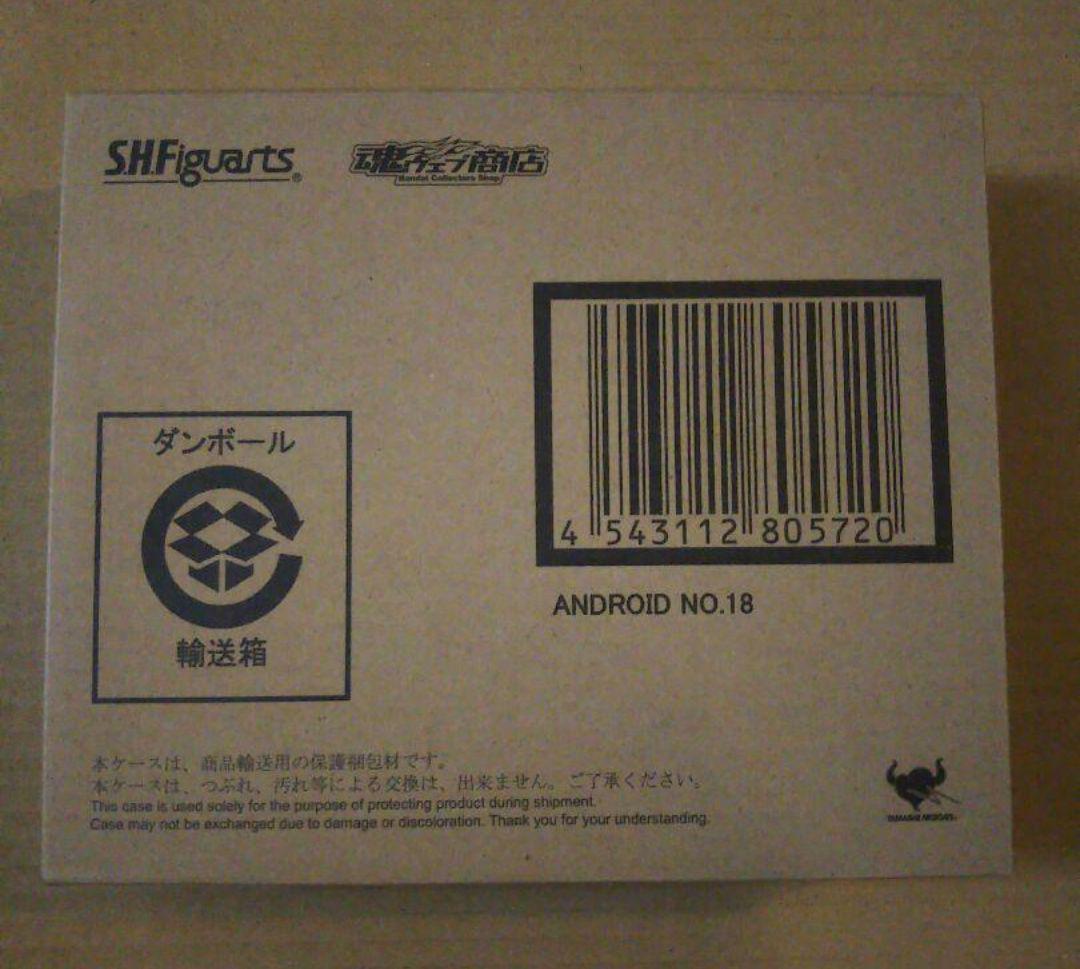 S.H.Figuarts®
魂ウェブ商店
Bandai Collectors Shop
4 543112 805720
ANDROID NO.18
ダンボール
輸送箱
本ケースは、商品輸送用の保護梱包材です。
本ケースは、つぶれ、汚れ等による交換は、出来ません。ご了承ください。
This case is used solely for the purpose of protecting product during shipment.
Case may not be exchanged due to damage or discoloration. Thank you for your understanding.
TAMASHII NATIONS